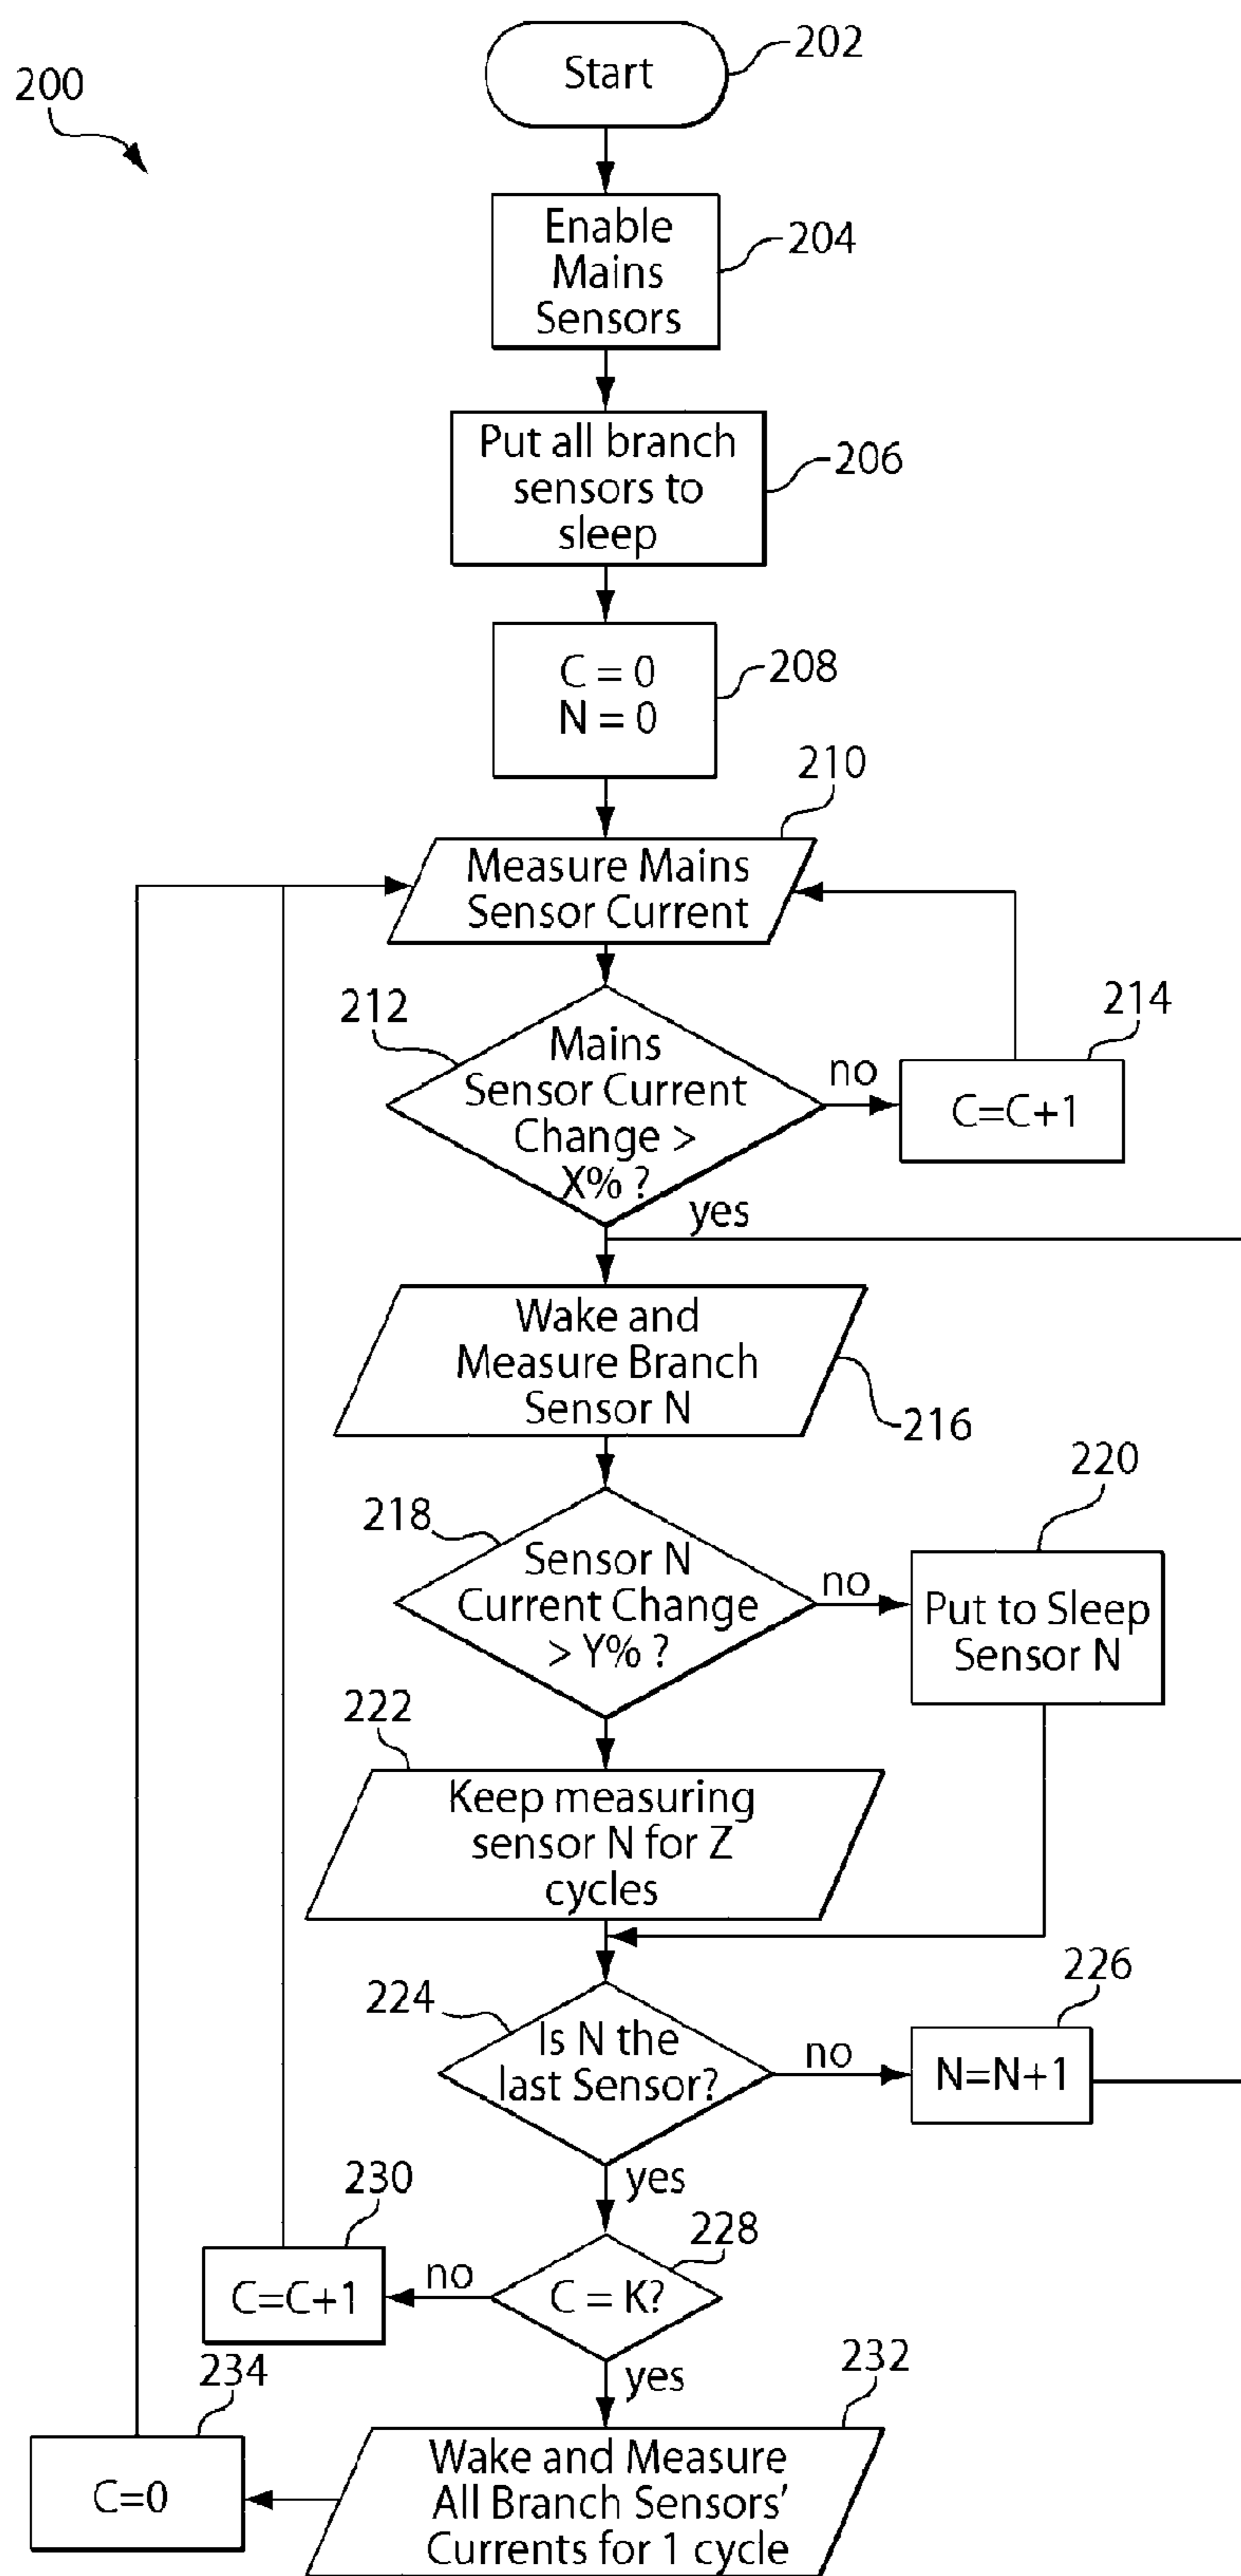 200
Start
202
Enable
Mains
Sensors
204
Put all branch
sensors to
sleep
206
C = 0
N = 0
208
210
Measure Mains
Sensor Current
212
Mains
Sensor Current
Change >
X% ?
no
214
C=C+1
yes
Wake and
Measure Branch
Sensor N
216
218
Sensor N
Current Change
> Y% ?
no
220
Put to Sleep
Sensor N
222
Keep measuring
sensor N for Z
cycles
224
Is N the
last Sensor?
no
226
N=N+1
yes
228
C = K?
no
230
C=C+1
yes
232
Wake and Measure
All Branch Sensors'
Currents for 1 cycle
234
C=0